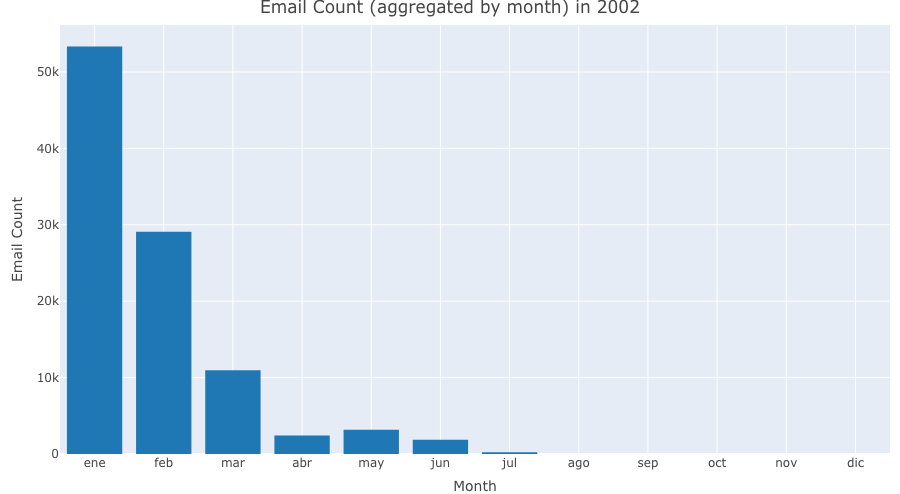 Email Count (aggregated by month) in 2002
Email Count
50k
40k
30k
20k
10k
0
ene feb mar abr may jun jul ago sep oct nov dic
Month